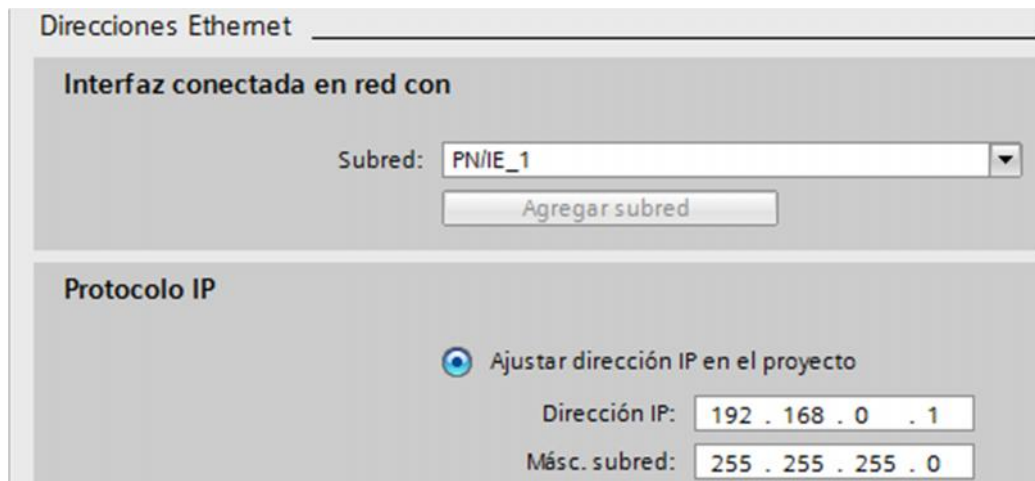 Direcciones Ethernet
Interfaz conectada en red con
Subred: PN/IE_1
Agregar subred
Protocolo IP
Ajustar dirección IP en el proyecto
Dirección IP: 192 . 168 . 0 . 1
Másc. subred: 255 . 255 . 255 . 0